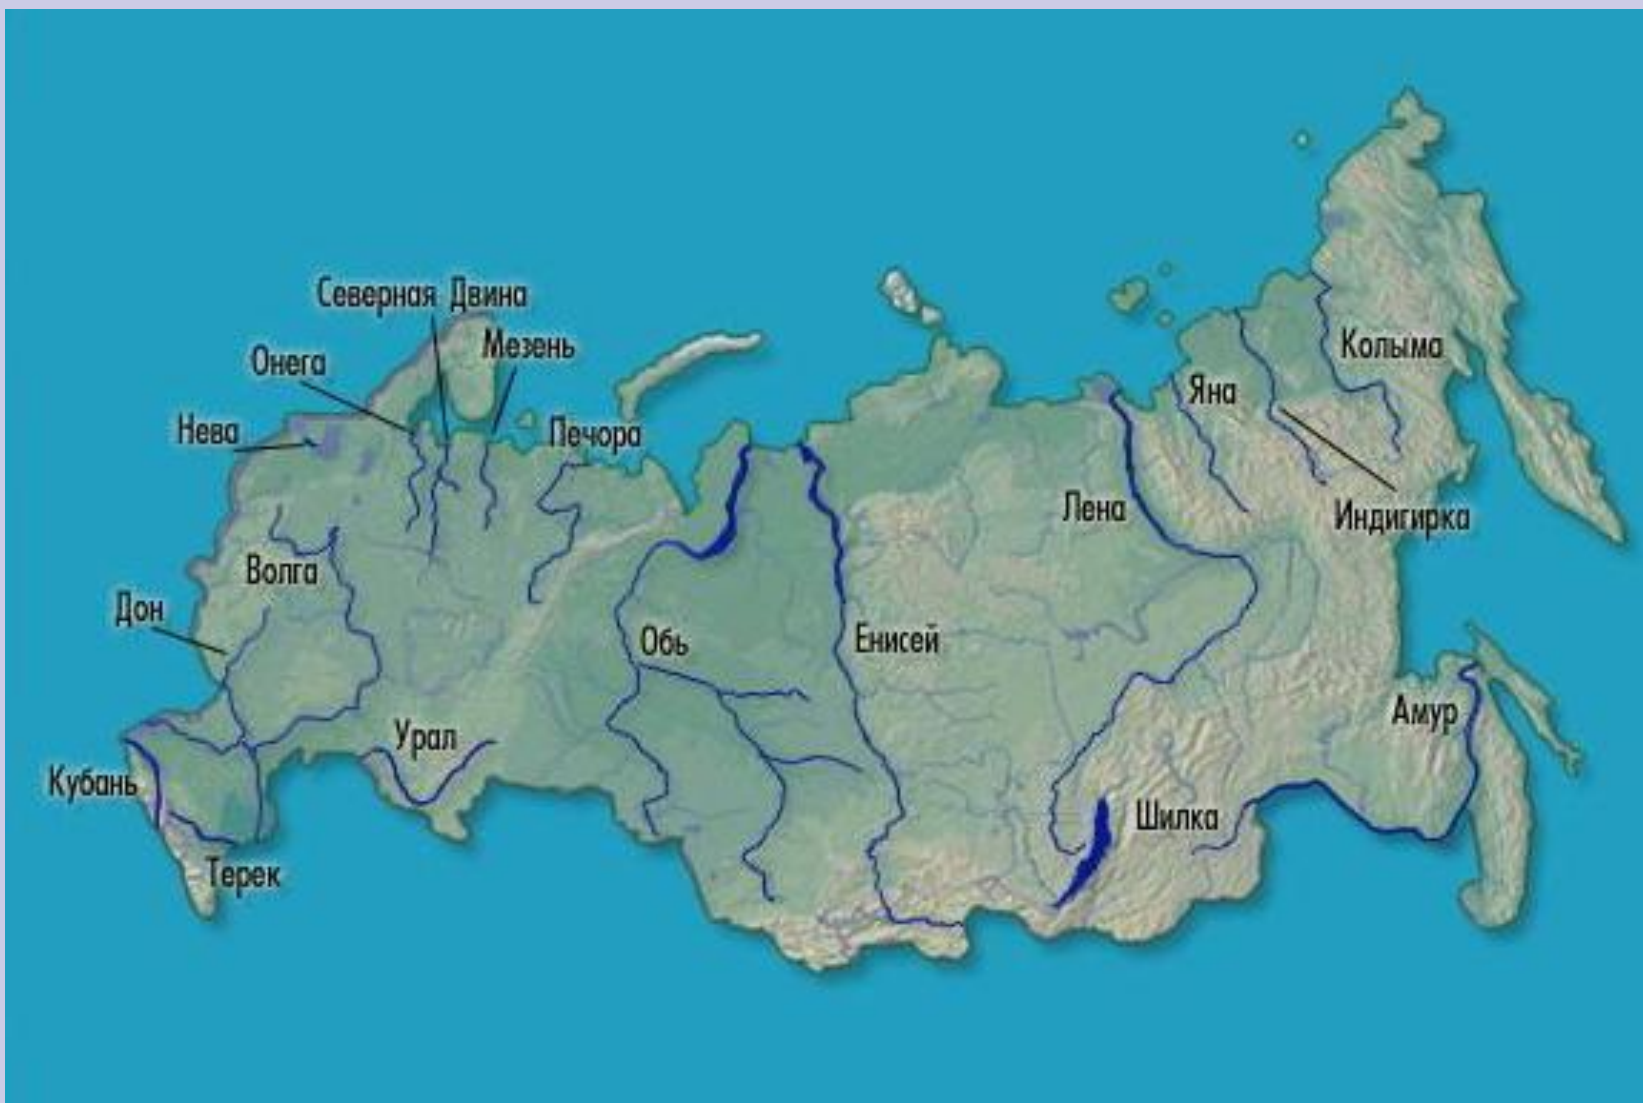 Северная Двина
Мезень
Онега
Колыма
Яна
Нева
Печора
Лена
Индигирка
Волга
Дон
Обь
Енисей
Амур
Урал
Кубань
Шилка
Терек